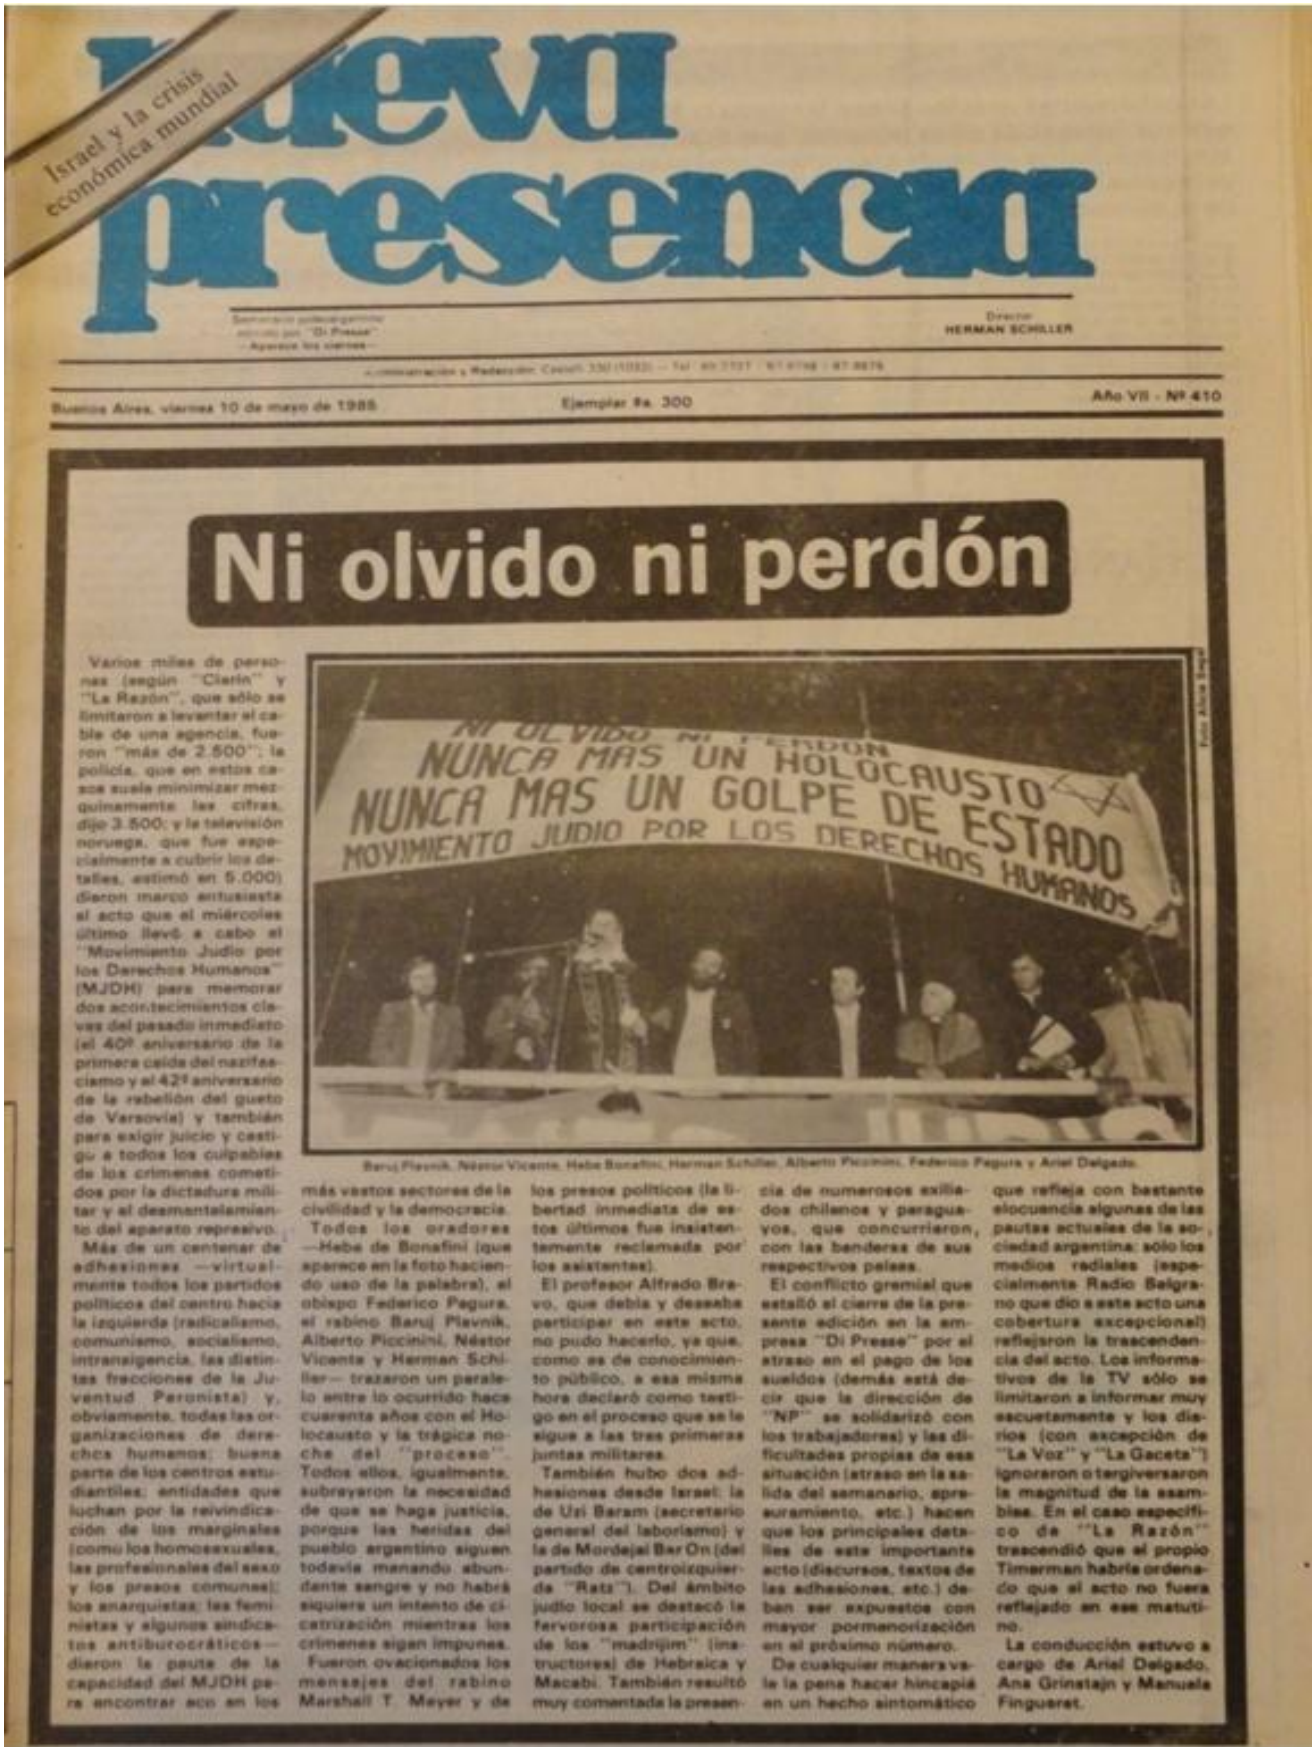 Israel y la crisis
económica mundial
nueva
presencia
Semanario judeoargentino
editado por "Di Presse"
- Aparece los viernes -
Director
HERMAN SCHILLER
Administración y Redacción: Castelli 330 (1032) - Tel.
Buenos Aires, viernes 10 de mayo de 1985
Ejemplar $a. 300
Año VII - Nº 410
Ni olvido ni perdón
Varios miles de perso-
nas (según "Clarín" y
"La Razón", que sólo se
limitaron a levantar el ca-
ble de una agencia, fue-
ron "más de 2.500"; la
policía, que en estos ca-
sos suele minimizar mez-
quinamente las cifras,
dijo 3.500; y la televisión
noruega, que fue espe-
cialmente a cubrir los de-
talles, estimó en 5.000)
dieron marco entusiasta
al acto que el miércoles
último llevó a cabo el
"Movimiento Judío por
los Derechos Humanos"
(MJDH) para memorar
dos acontecimientos cla-
ves del pasado inmediato
(el 40º aniversario de la
primera caída del nazifas-
cismo y el 42º aniversario
de la rebelión del gueto
de Varsovia) y también
para exigir juicio y casti-
go a todos los culpables
de los crímenes cometi-
dos por la dictadura mili-
tar y el desmantelamien-
to del aparato represivo.
Más de un centenar de
adhesiones —virtual-
mente todos los partidos
políticos del centro hacia
la izquierda (radicalismo,
comunismo, socialismo,
intransigencia, las distin-
tas fracciones de la Ju-
ventud Peronista) y,
obviamente, todas las or-
ganizaciones de dere-
chos humanos; buena
parte de los centros estu-
diantiles; entidades que
luchan por la reivindica-
ción de los marginales
(como los homosexuales,
las profesionales del sexo
y los presos comunes);
los anarquistas; las femi-
nistas y algunos sindica-
tos antiburocráticos—
dieron la pauta de la
capacidad del MJDH pa-
ra encontrar eco en los
Foto Alicia Segal
NI OLVIDO NI PERDON
NUNCA MAS UN HOLOCAUSTO
NUNCA MAS UN GOLPE DE ESTADO
MOVIMIENTO JUDIO POR LOS DERECHOS HUMANOS
Baruj Plavnik, Néstor Vicente, Hebe Bonafini, Herman Schiller, Alberto Piccinini, Federico Pagura y Ariel Delgado.
más vastos sectores de la
civilidad y la democracia.
Todos los oradores
—Hebe de Bonafini (que
aparece en la foto hacien-
do uso de la palabra), el
obispo Federico Pagura,
el rabino Baruj Plavnik,
Alberto Piccinini, Néstor
Vicente y Herman Schi-
ller— trazaron un parale-
lo entre lo ocurrido hace
cuarenta años con el Ho-
locausto y la trágica no-
che del "proceso".
Todos ellos, igualmente,
subrayaron la necesidad
de que se haga justicia,
porque las heridas del
pueblo argentino siguen
todavía manando abun-
dante sangre y no habrá
siquiera un intento de ci-
catrización mientras los
crímenes sigan impunes.
Fueron ovacionados los
mensajes del rabino
Marshall T. Meyer y de
los presos políticos (la li-
bertad inmediata de es-
tos últimos fue insisten-
temente reclamada por
los asistentes).
El profesor Alfredo Bra-
vo, que debía y deseaba
participar en este acto,
no pudo hacerlo, ya que,
como es de conocimien-
to público, a esa misma
hora declaró como testi-
go en el proceso que se le
sigue a las tres primeras
juntas militares.
También hubo dos ad-
hesiones desde Israel: la
de Uzi Baram (secretario
general del laborismo) y
la de Mordejai Bar On (del
partido de centroizquier-
da "Ratz"). Del ámbito
judío local se destacó la
fervorosa participación
de los "madrijim" (ins-
tructores) de Hebraica y
Macabi. También resultó
muy comentada la presen-
cia de numerosos exilia-
dos chilenos y paragua-
yos, que concurrieron,
con las banderas de sus
respectivos países.
El conflicto gremial que
estalló al cierre de la pre-
sente edición en la em-
presa "Di Presse" por el
atraso en el pago de los
sueldos (demás está de-
cir que la dirección de
"NP" se solidarizó con
los trabajadores) y las di-
ficultades propias de esa
situación (atraso en la sa-
lida del semanario, apre-
suramiento, etc.) hacen
que los principales deta-
lles de este importante
acto (discursos, textos de
las adhesiones, etc.) de-
ban ser expuestos con
mayor pormenorización
en el próximo número.
De cualquier manera va-
le la pena hacer hincapié
en un hecho sintomático
que refleja con bastante
elocuencia algunas de las
pautas actuales de la so-
ciedad argentina: sólo los
medios radiales (espe-
cialmente Radio Belgra-
no que dio a este acto una
cobertura excepcional)
reflejaron la trascenden-
cia del acto. Los informa-
tivos de la TV sólo se
limitaron a informar muy
escuetamente y los dia-
rios (con excepción de
"La Voz" y "La Gaceta")
ignoraron o tergiversaron
la magnitud de la asam-
blea. En el caso específi-
co de "La Razón"
trascendió que el propio
Timerman habría ordena-
do que el acto no fuera
reflejado en ese matuti-
no.
La conducción estuvo a
cargo de Ariel Delgado,
Ana Grinstajn y Manuela
Fingueret.